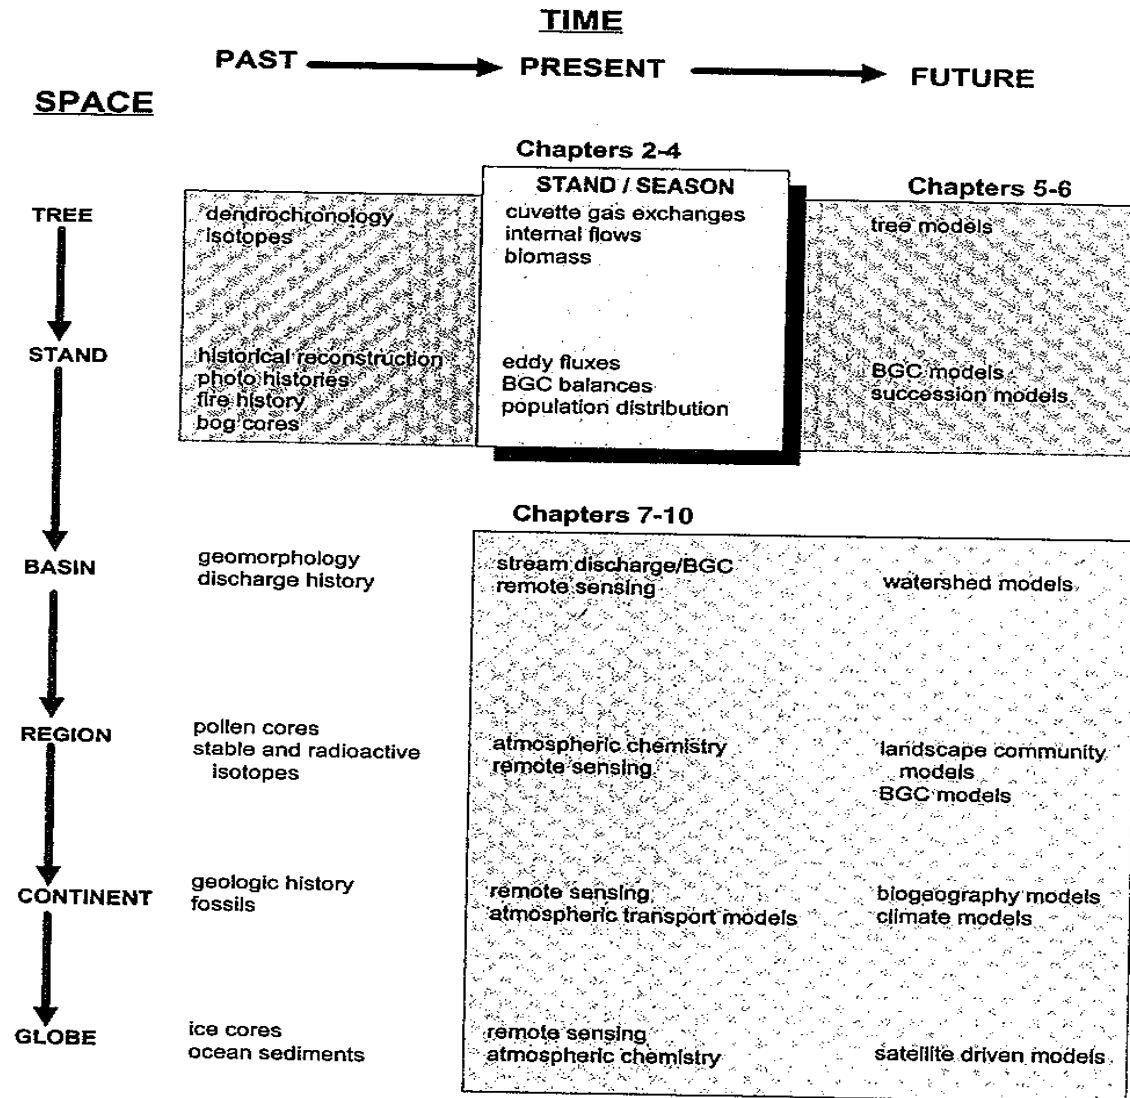 TIME
PAST PRESENT FUTURE
SPACE
Chapters 2-4
STAND / SEASON
Chapters 5-6
TREE
dendrochronology
isotopes
cuvette gas exchanges
internal flows
biomass
tree models
STAND
historical reconstruction
photo histories
fire history
bog cores
eddy fluxes
BGC balances
population distribution
BGC models
succession models
Chapters 7-10
BASIN
geomorphology
discharge history
stream discharge/BGC
remote sensing
watershed models
REGION
pollen cores
stable and radioactive
isotopes
atmospheric chemistry
remote sensing
landscape community
models
BGC models
CONTINENT
geologic history
fossils
remote sensing
atmospheric transport models
biogeography models
climate models
GLOBE
ice cores
ocean sediments
remote sensing
atmospheric chemistry
satellite driven models